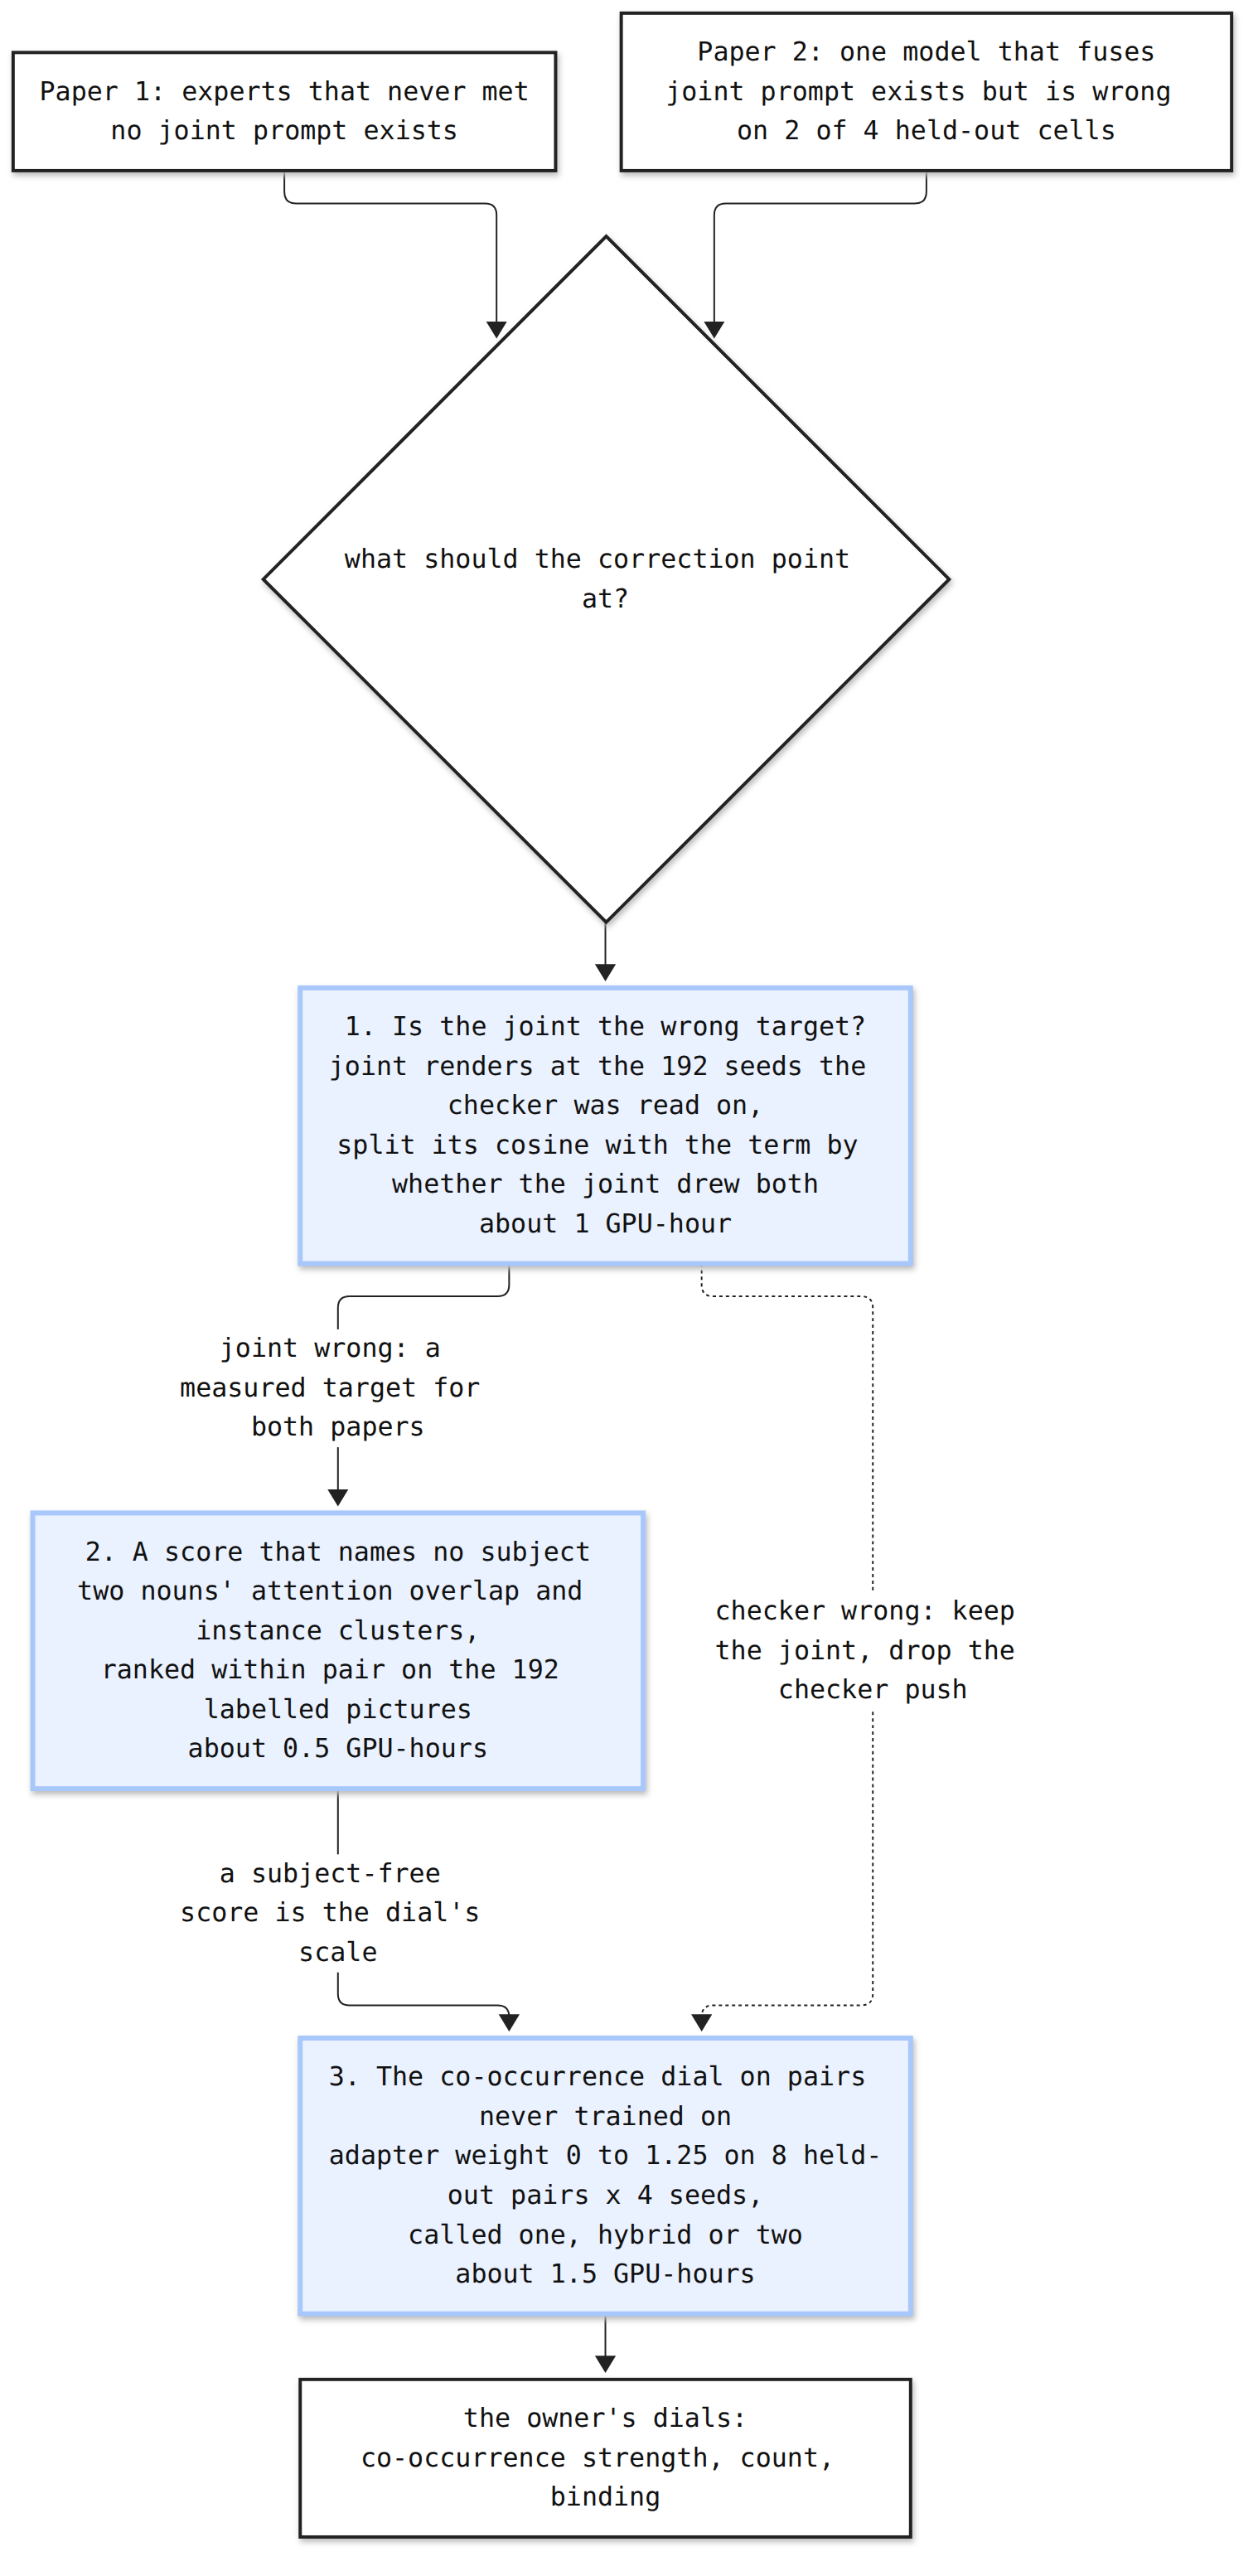 Paper 1: experts that never met
no joint prompt exists
Paper 2: one model that fuses
joint prompt exists but is wrong
on 2 of 4 held-out cells
what should the correction point
at?
1. Is the joint the wrong target?
joint renders at the 192 seeds the
checker was read on,
split its cosine with the term by
whether the joint drew both
about 1 GPU-hour
joint wrong: a
measured target for
both papers
2. A score that names no subject
two nouns' attention overlap and
instance clusters,
ranked within pair on the 192
labelled pictures
about 0.5 GPU-hours
checker wrong: keep
the joint, drop the
checker push
a subject-free
score is the dial's
scale
3. The co-occurrence dial on pairs
never trained on
adapter weight 0 to 1.25 on 8 held-
out pairs x 4 seeds,
called one, hybrid or two
about 1.5 GPU-hours
the owner's dials:
co-occurrence strength, count,
binding